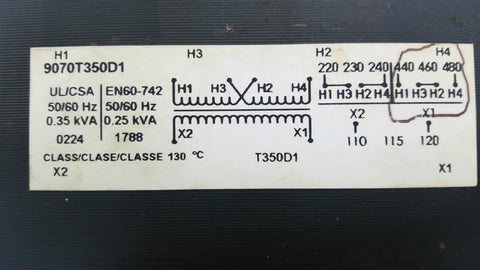 H1 H3 H2 H4
9070T350D1
220 230 240 440 460 480
UL/CSA EN60-742
50/60 Hz 50/60 Hz
0.35 kVA 0.25 kVA
0224 1788
H1 H3 H2 H4
H1 H3 H2 H4 H1 H3 H2 H4
X2 X1
X2 X1
110 115 120
CLASS/CLASE/CLASSE 130 °C T350D1
X2 X1